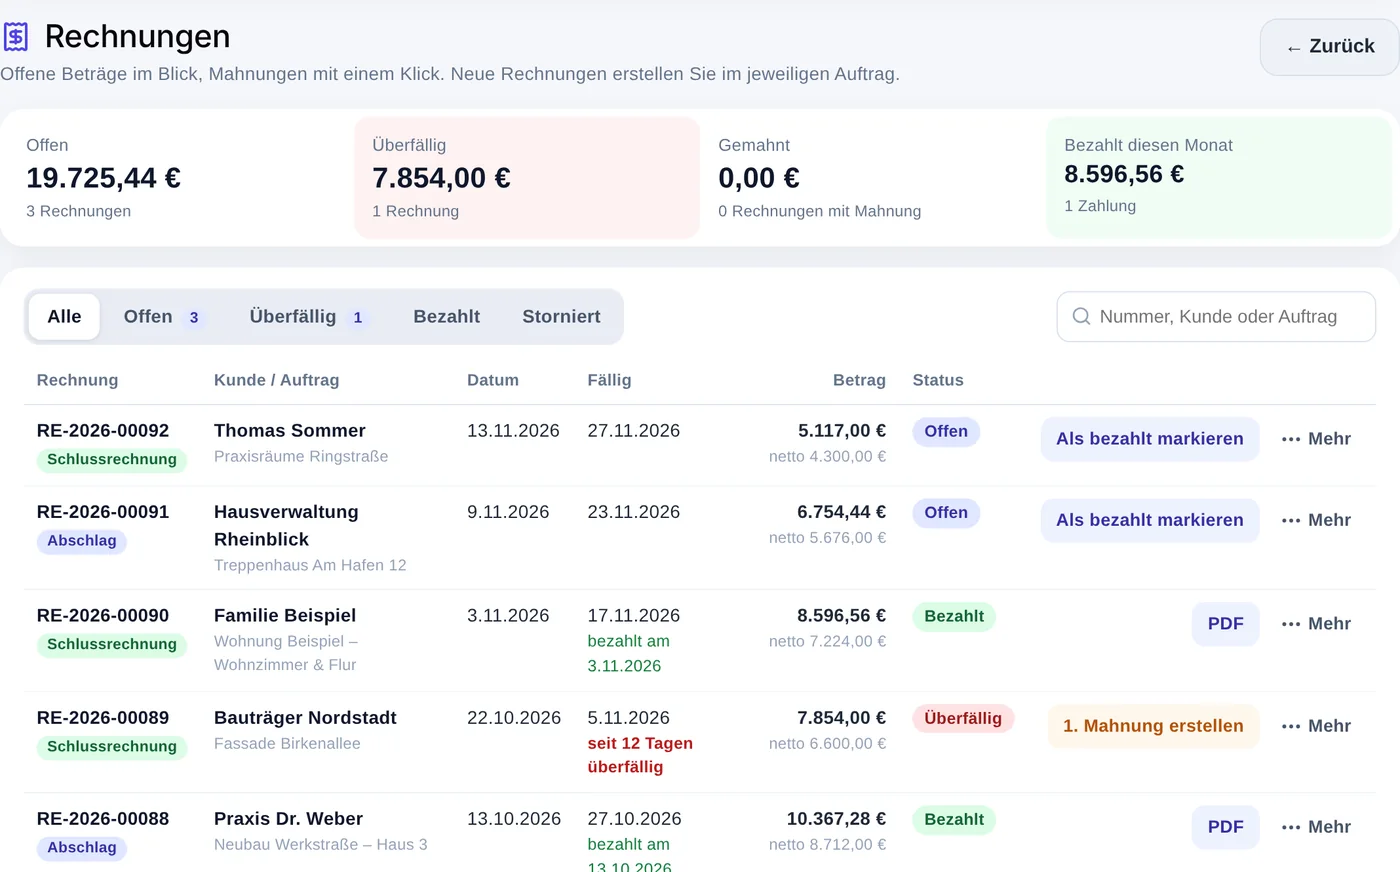 Rechnungen
← Zurück
Offene Beträge im Blick, Mahnungen mit einem Klick. Neue Rechnungen erstellen Sie im jeweiligen Auftrag.
Offen
19.725,44 €
3 Rechnungen
Überfällig
7.854,00 €
1 Rechnung
Gemahnt
0,00 €
0 Rechnungen mit Mahnung
Bezahlt diesen Monat
8.596,56 €
1 Zahlung
Alle Offen 3 Überfällig 1 Bezahlt Storniert
Nummer, Kunde oder Auftrag
Rechnung Kunde / Auftrag Datum Fällig Betrag Status
RE-2026-00092 Thomas Sommer 13.11.2026 27.11.2026 5.117,00 € Offen Als bezahlt markieren ··· Mehr
Schlussrechnung Praxisräume Ringstraße netto 4.300,00 €
RE-2026-00091 Hausverwaltung 9.11.2026 23.11.2026 6.754,44 € Offen Als bezahlt markieren ··· Mehr
Abschlag Rheinblick netto 5.676,00 €
Treppenhaus Am Hafen 12
RE-2026-00090 Familie Beispiel 3.11.2026 17.11.2026 8.596,56 € Bezahlt PDF ··· Mehr
Schlussrechnung Wohnung Beispiel – bezahlt am netto 7.224,00 €
Wohnzimmer & Flur 3.11.2026
RE-2026-00089 Bauträger Nordstadt 22.10.2026 5.11.2026 7.854,00 € Überfällig 1. Mahnung erstellen ··· Mehr
Schlussrechnung Fassade Birkenallee seit 12 Tagen netto 6.600,00 €
überfällig
RE-2026-00088 Praxis Dr. Weber 13.10.2026 27.10.2026 10.367,28 € Bezahlt PDF ··· Mehr
Abschlag Neubau Werkstraße – Haus 3 bezahlt am netto 8.712,00 €
13.10.2026